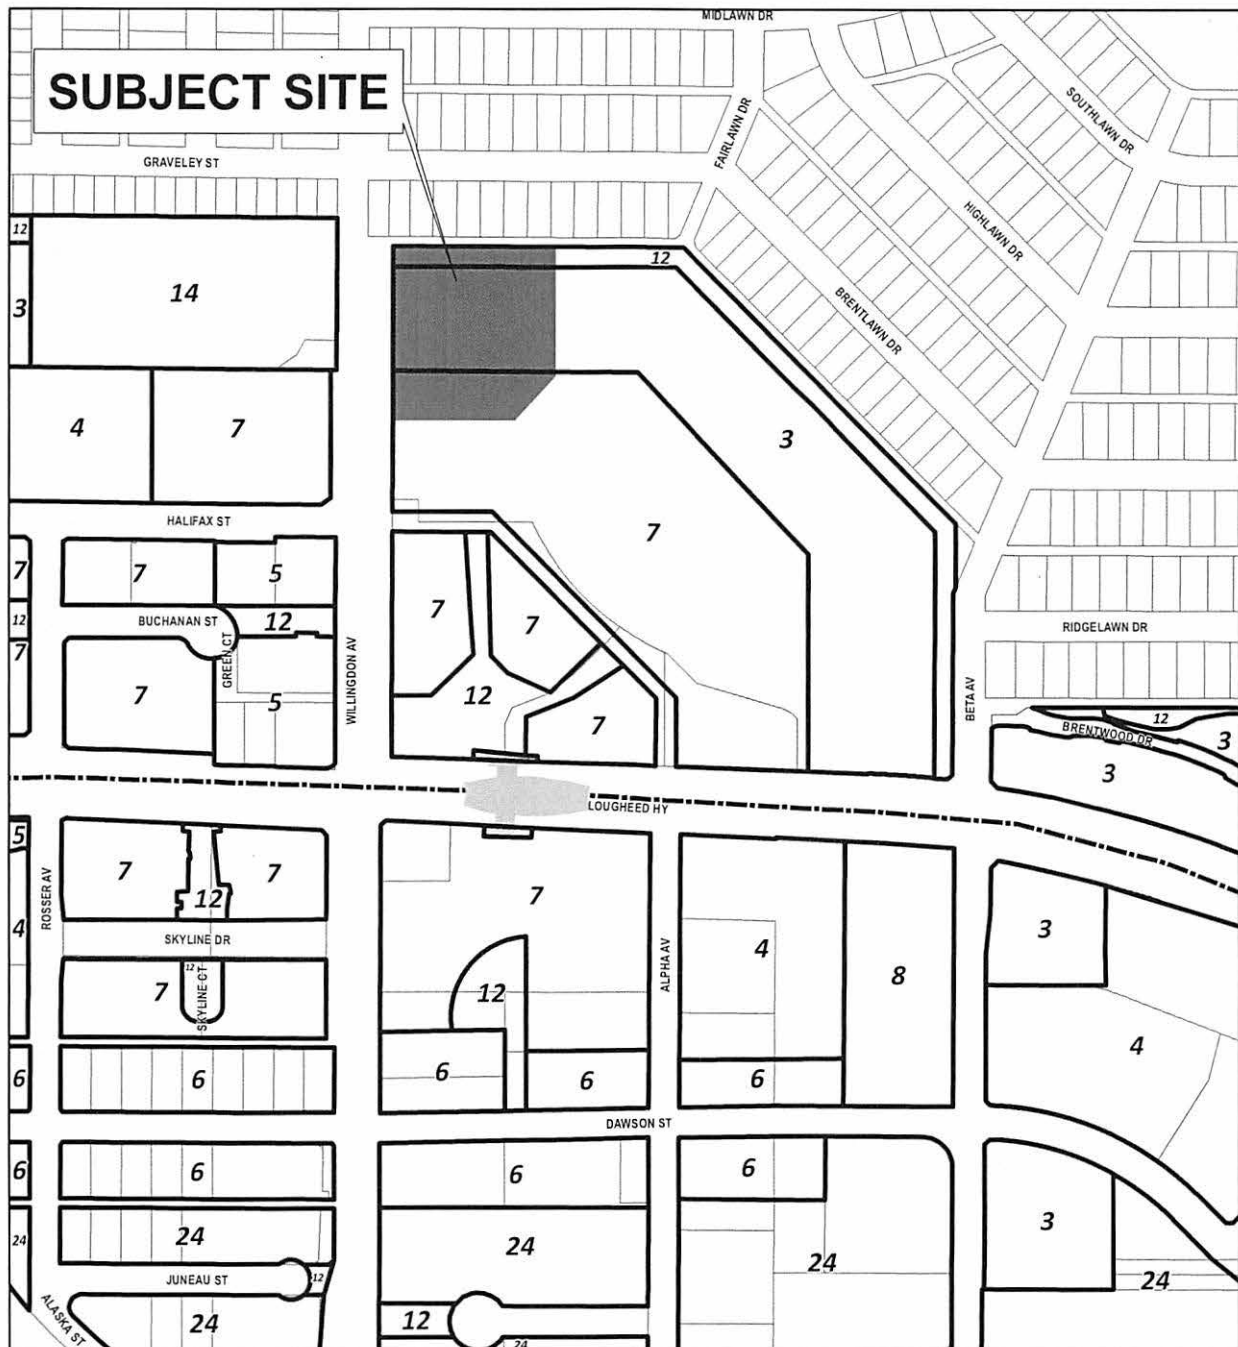 MIDLAWN DR
SUBJECT SITE
SOUTHLAWN DR
FAIRLAWN DR
GRAVELEY ST
HIGHLAWN DR
12
12
14
3
BRENTLAWN DR
4
7
3
HALIFAX ST
7
7
7
5
7
7
12
BUCHANAN ST
12
RIDGELAWN DR
7
GREEN CT
WILLINGDON AV
7
5
12
7
BETA AV
12
BRENTWOOD DR
3
3
LOUGHEED HY
5
7
12
7
ROSSER AV
7
3
4
SKYLINE DR
4
ALPHA AV
8
12
7
SKYLINE CT
12
4
6
6
6
6
6
DAWSON ST
6
6
6
6
3
24
24
24
24
24
JUNEAU ST
12
ALASKA ST
24
12
24